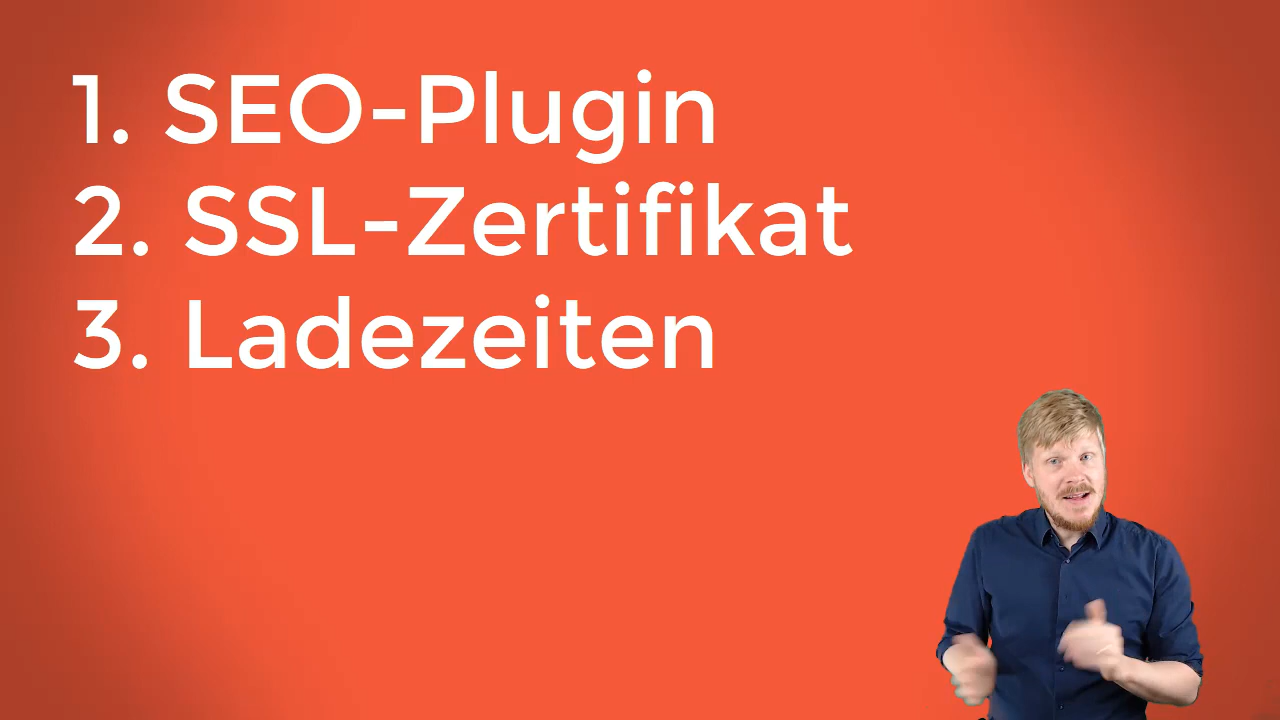 1. SEO-Plugin
2. SSL-Zertifikat
3. Ladezeiten